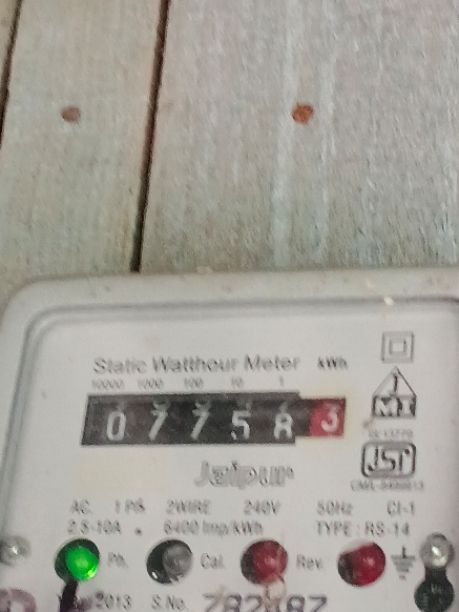 Static Watthour Meter kWh
10000 1000 100 10 1
0 7 7 5 8 3
Jaipur
AC. 1 PH 2WIRE 240V 50Hz Cl-1
2.5-10A 6400 Imp/kWh TYPE : RS-14
Ph. Cal. Rev.
2013 S.No.